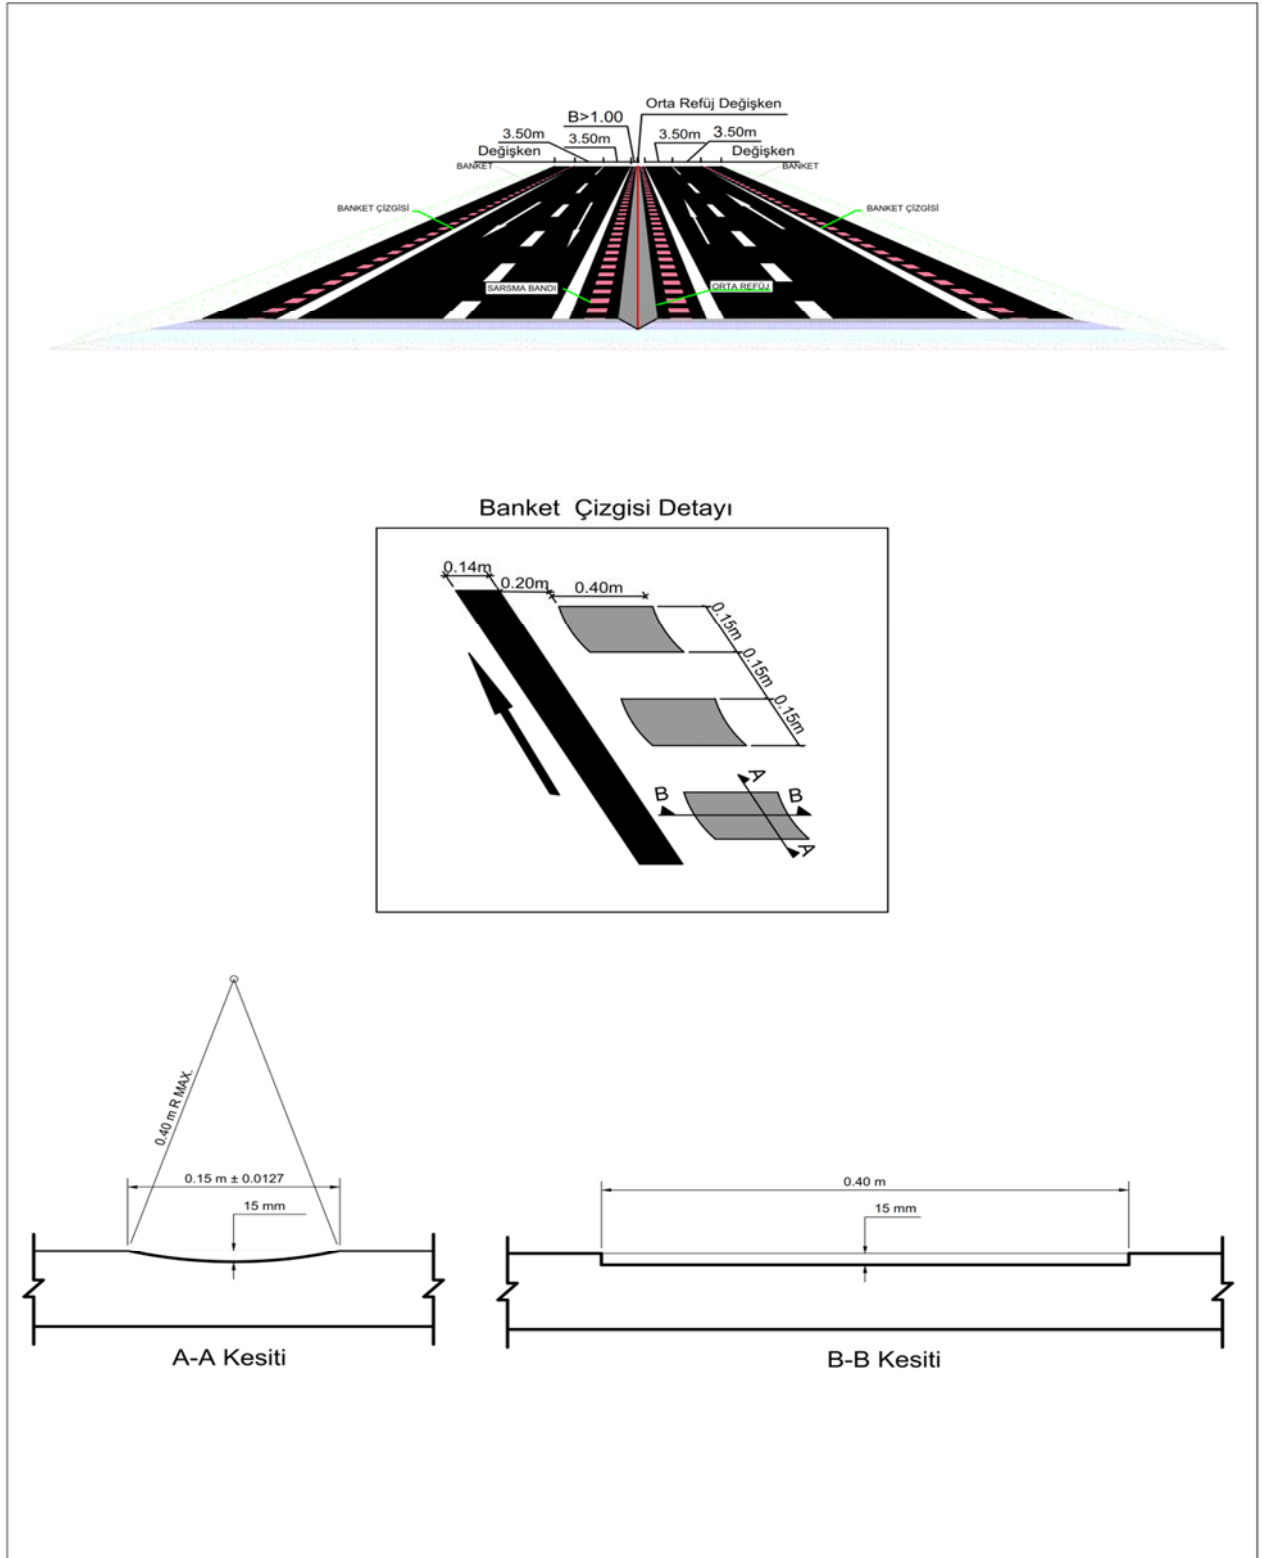 Orta Refüj Değişken
B>1.00
3.50m 3.50m 3.50m 3.50m
Değişken Değişken
BANKET BANKET
BANKET ÇİZGİSİ BANKET ÇİZGİSİ
SARSMA BANDI ORTA REFÜJ
Banket Çizgisi Detayı
0.14m
0.20m 0.40m
0.15m
0.15m
0.15m
A
B B
A
0.40 m R MAX.
0.15 m ± 0.0127
15 mm
A-A Kesiti
0.40 m
15 mm
B-B Kesiti